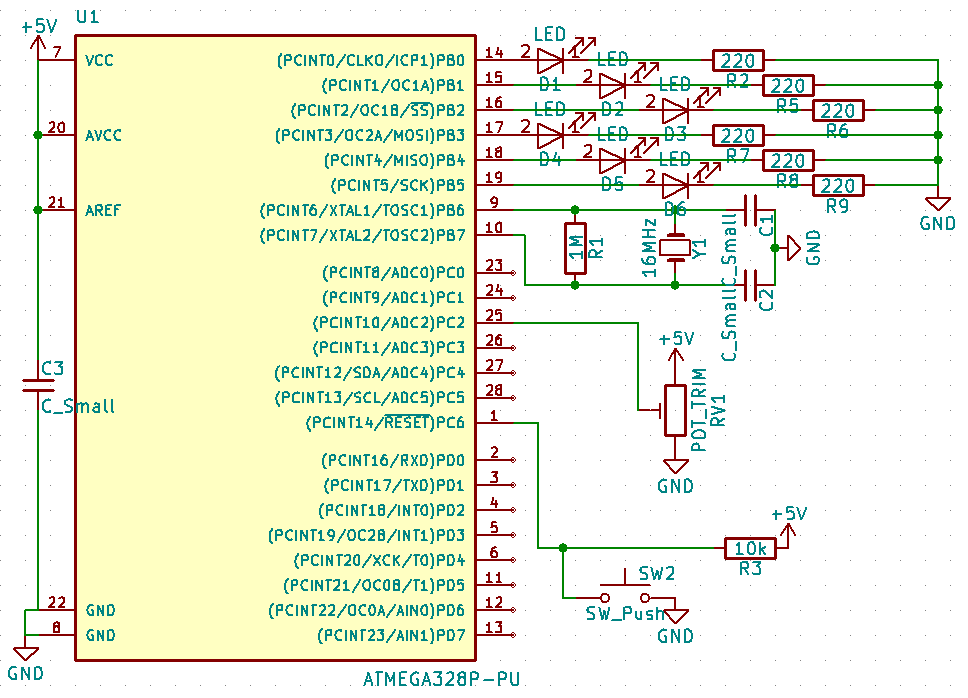 U1
+5V
7 VCC
20 AVCC
21 AREF
C3
C_Small
22 GND
8 GND
GND
(PCINT0/CLKO/ICP1)PB0 14
(PCINT1/OC1A)PB1 15
(PCINT2/OC1B/SS)PB2 16
(PCINT3/OC2A/MOSI)PB3 17
(PCINT4/MISO)PB4 18
(PCINT5/SCK)PB5 19
(PCINT6/XTAL1/TOSC1)PB6 9
(PCINT7/XTAL2/TOSC2)PB7 10
(PCINT8/ADC0)PC0 23
(PCINT9/ADC1)PC1 24
(PCINT10/ADC2)PC2 25
(PCINT11/ADC3)PC3 26
(PCINT12/SDA/ADC4)PC4 27
(PCINT13/SCL/ADC5)PC5 28
(PCINT14/RESET)PC6 1
(PCINT16/RXD)PD0 2
(PCINT17/TXD)PD1 3
(PCINT18/INT0)PD2 4
(PCINT19/OC2B/INT1)PD3 5
(PCINT20/XCK/T0)PD4 6
(PCINT21/OC0B/T1)PD5 11
(PCINT22/OC0A/AIN0)PD6 12
(PCINT23/AIN1)PD7 13
ATMEGA328P-PU
LED
2 1
D1
LED
2 1
D2
LED
2 1
D3
LED
2 1
D4
LED
2 1
D5
LED
2 1
D6
220
R2
220
R5
220
R6
220
R7
220
R8
220
R9
GND
1M
R1
16MHz
Y1
C_Small
C1
C_Small
C2
GND
+5V
POT_TRIM
RV1
GND
+5V
10k
R3
SW2
SW_Push
GND